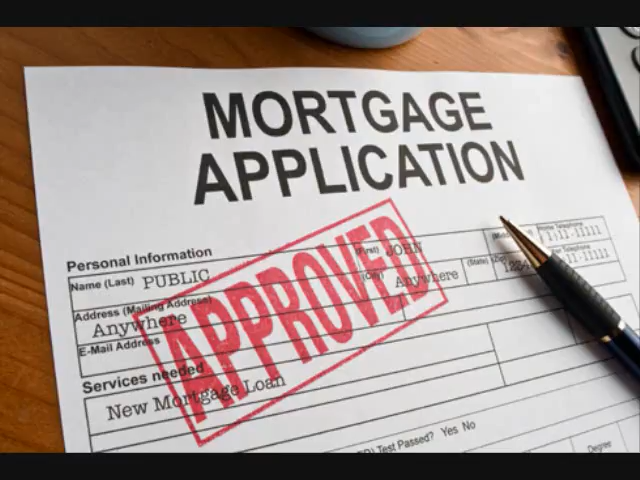 MORTGAGE
APPLICATION
Personal Information
Name (Last) PUBLIC (First) JOHN
Address (Mailing Address) (City) (State)
Anywhere Anywhere
E-Mail Address
APPROVED
Services needed
New Mortgage Loan
Test Passed? Yes No
Degree